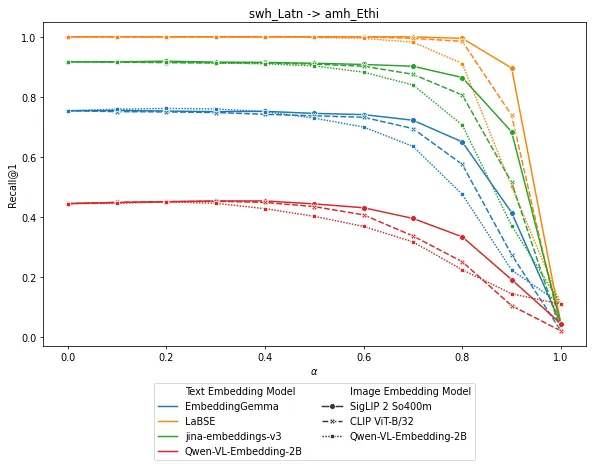 swh_Latn -> amh_Ethi
1.0
0.8
0.6
0.4
0.2
0.0
Recall@1
0.0 0.2 0.4 0.6 0.8 1.0
α
Text Embedding Model
EmbeddingGemma
LaBSE
jina-embeddings-v3
Qwen-VL-Embedding-2B
Image Embedding Model
SigLIP 2 So400m
CLIP ViT-B/32
Qwen-VL-Embedding-2B